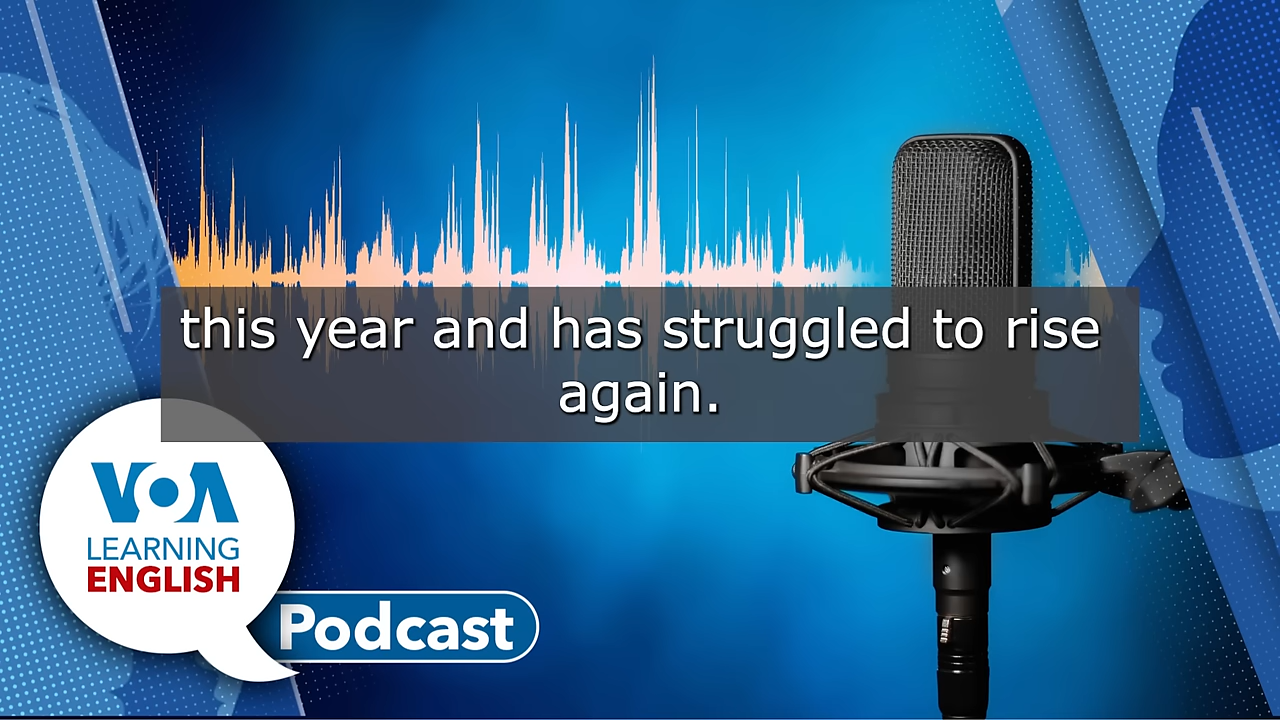 this year and has struggled to rise
again.
VOA
LEARNING
ENGLISH
Podcast